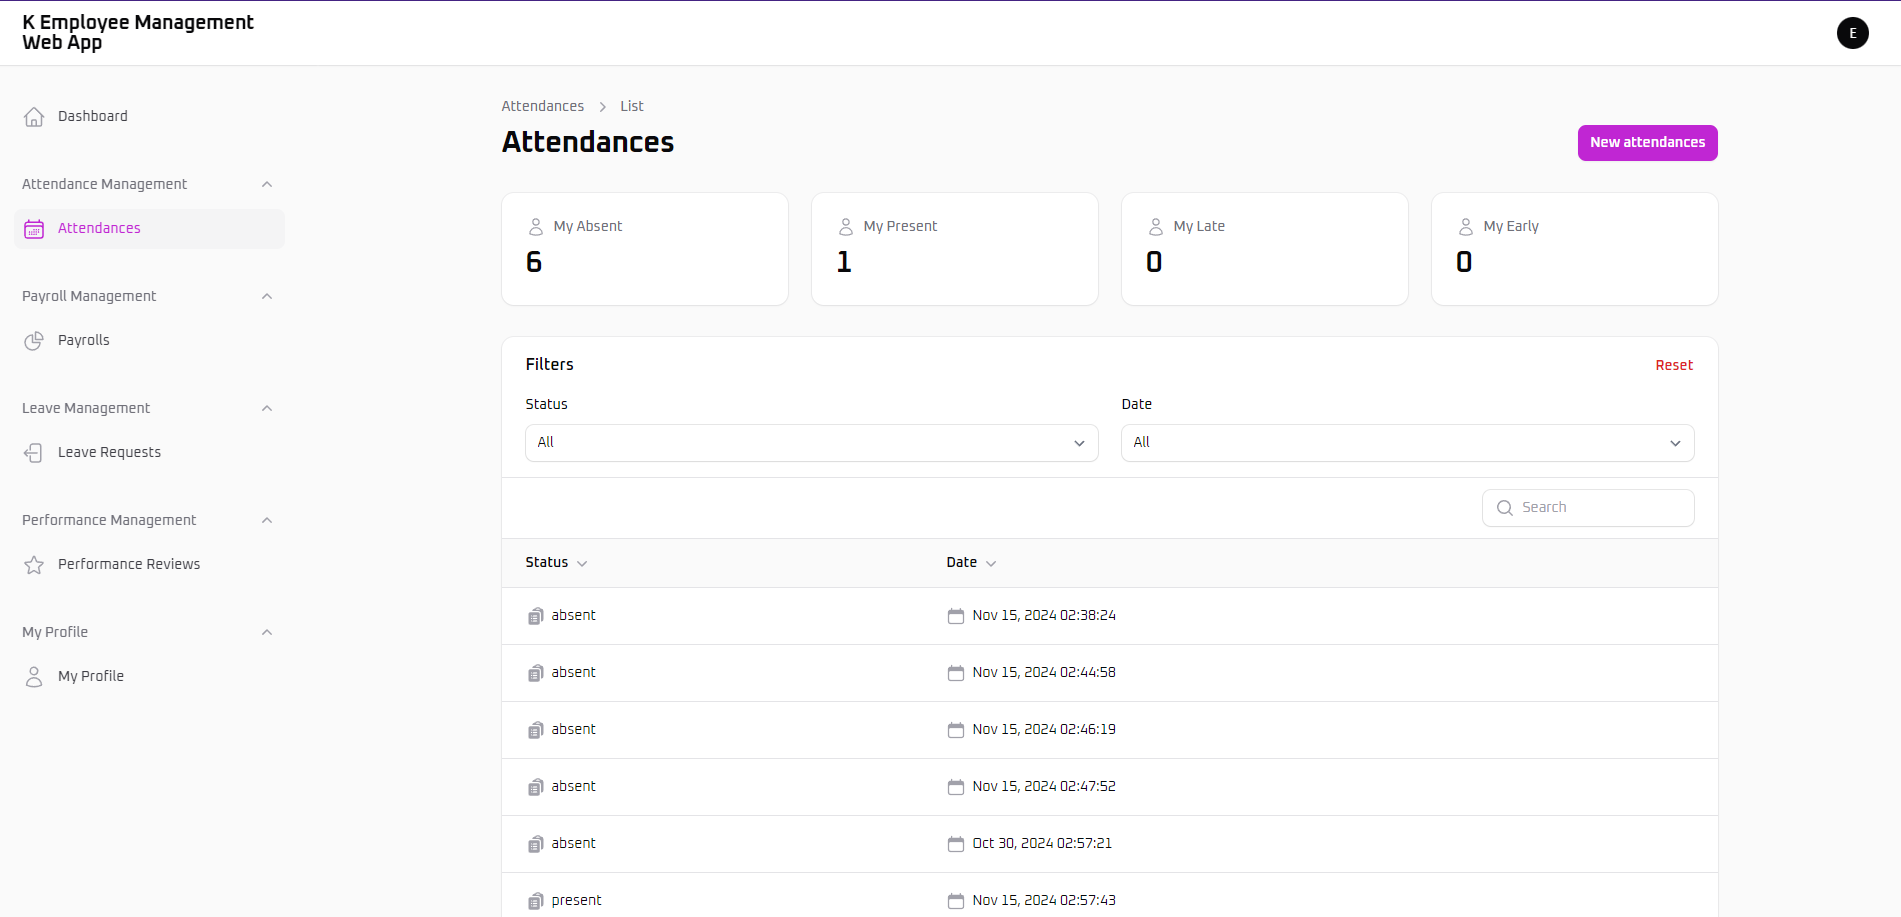 K Employee Management
Web App
E
Dashboard
Attendance Management
Attendances
Payroll Management
Payrolls
Leave Management
Leave Requests
Performance Management
Performance Reviews
My Profile
My Profile
Attendances > List
Attendances
New attendances
My Absent
6
My Present
1
My Late
0
My Early
0
Filters
Reset
Status
Date
All
All
Search
Status Date
absent Nov 15, 2024 02:38:24
absent Nov 15, 2024 02:44:58
absent Nov 15, 2024 02:46:19
absent Nov 15, 2024 02:47:52
absent Oct 30, 2024 02:57:21
present Nov 15, 2024 02:57:43